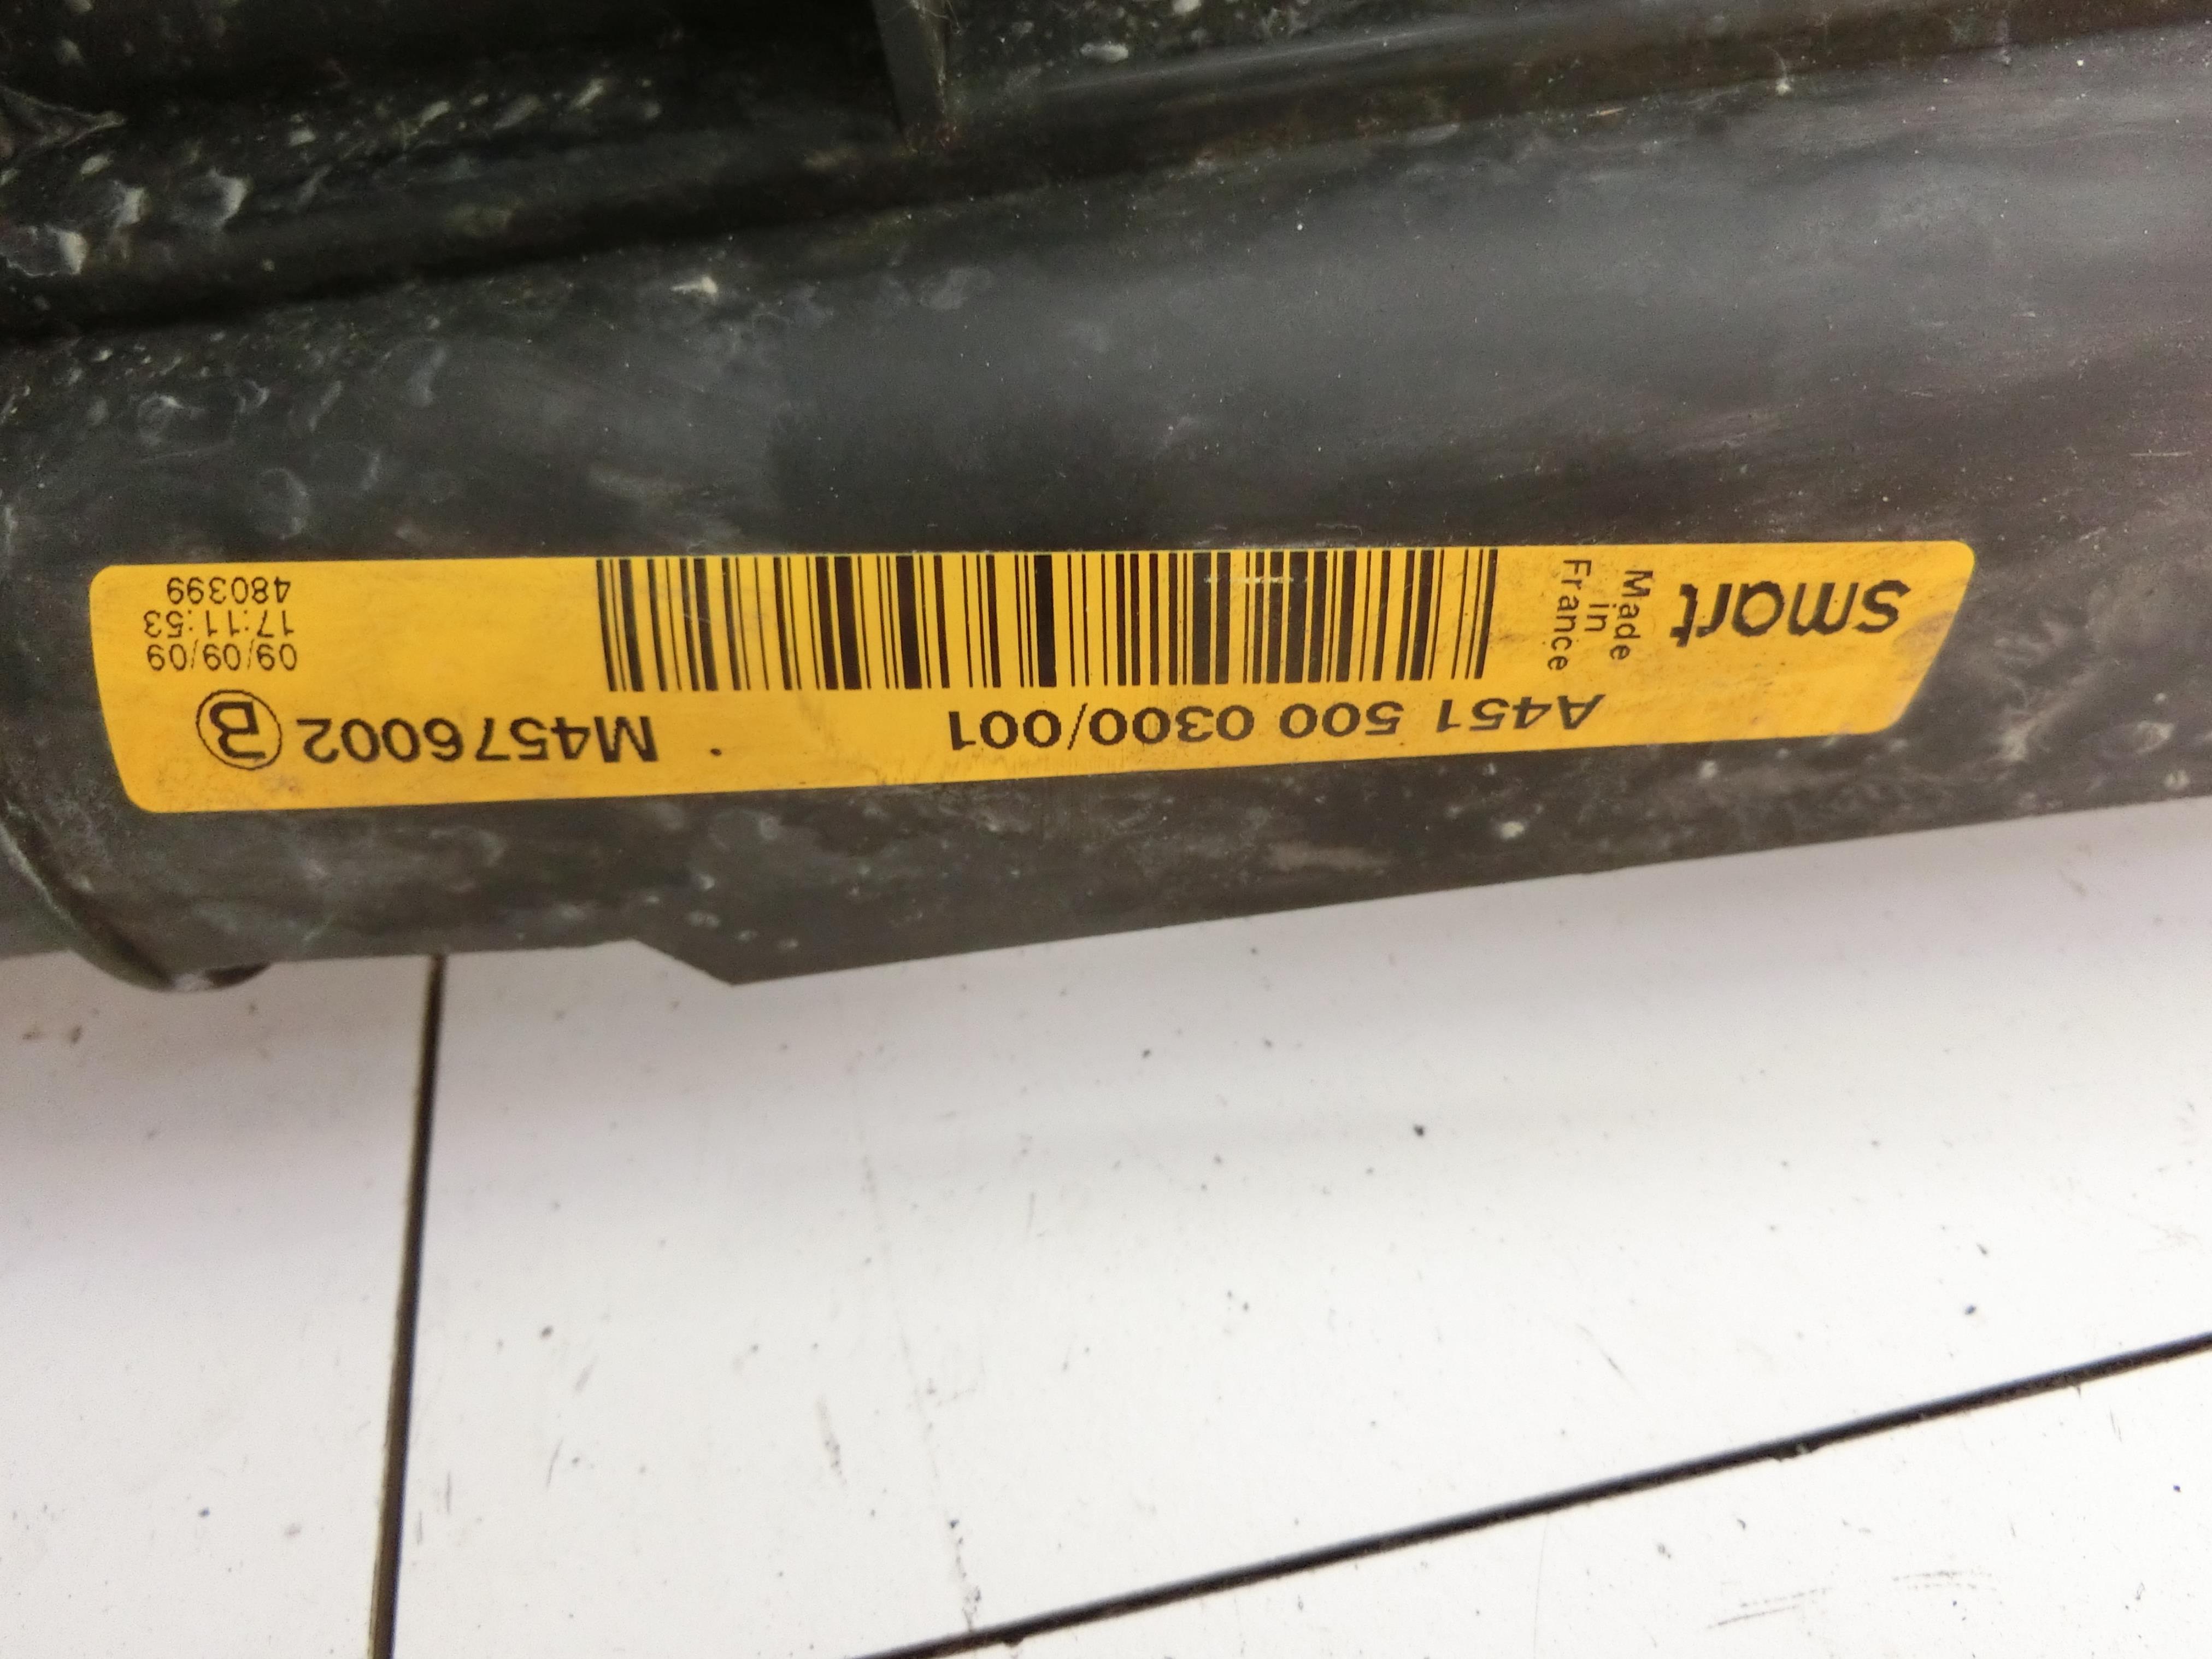 smart
Made
in
France
A451 500 0300/001
M4576002 B
09/09/09
17:11:53
480399